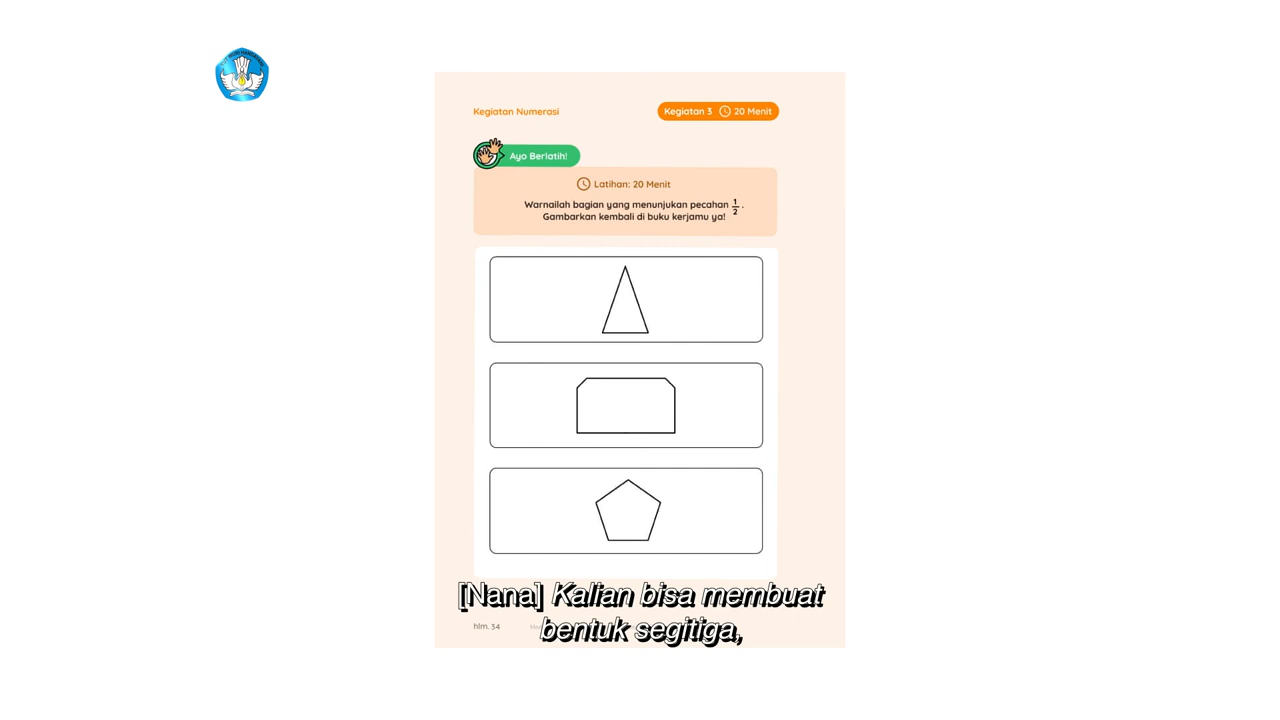 Kegiatan Numerasi
Kegiatan 3 20 Menit
Ayo Berlatih!
Latihan: 20 Menit
Warnailah bagian yang menunjukan pecahan 1/2.
Gambarkan kembali di buku kerjamu ya!
[Nana] Kalian bisa membuat
bentuk segitiga,
hlm. 34